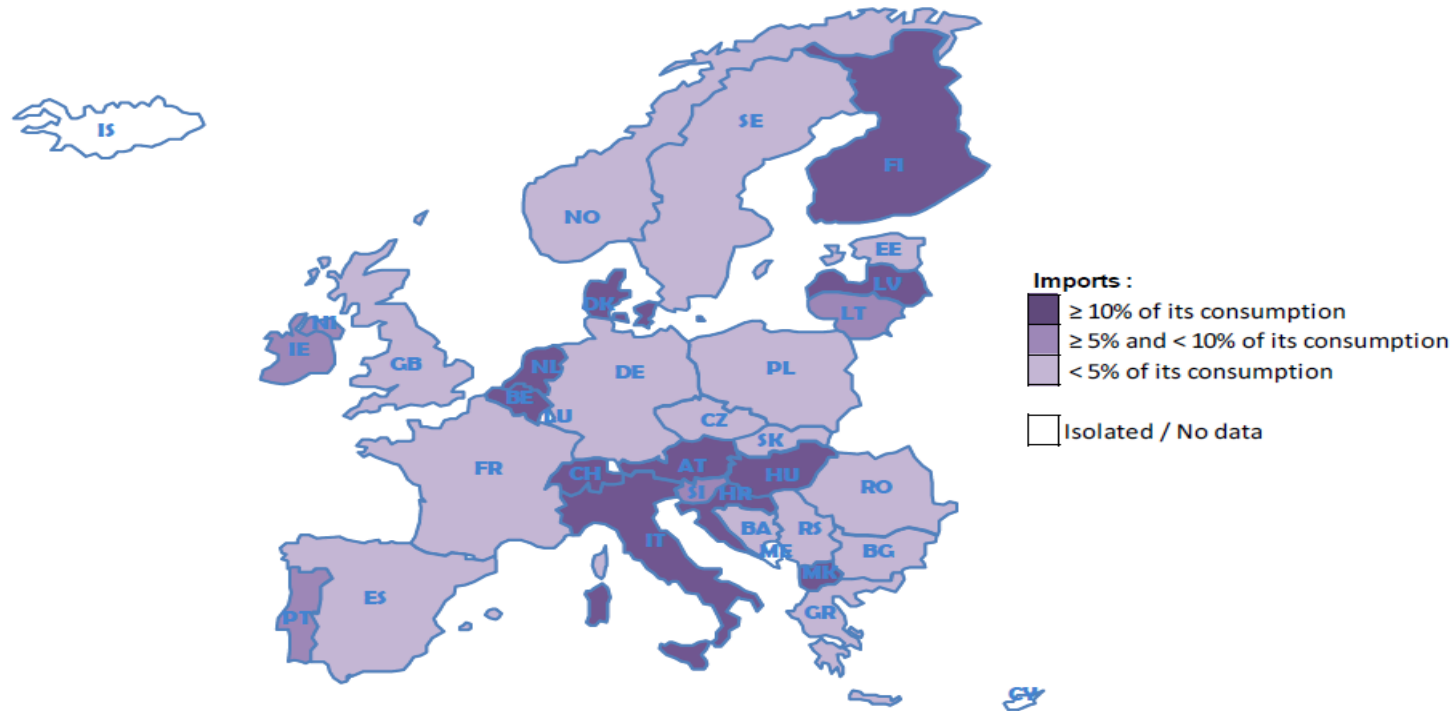 IS
SE
FI
NO
EE
LV
DK
LT
NI
IE
GB
NL
DE
PL
BE
LU
CZ
SK
FR
CH
AT
HU
SI
HR
RO
IT
BA
RS
ME
BG
MK
ES
PT
GR
CY
Imports :
≥ 10% of its consumption
≥ 5% and < 10% of its consumption
< 5% of its consumption
Isolated / No data